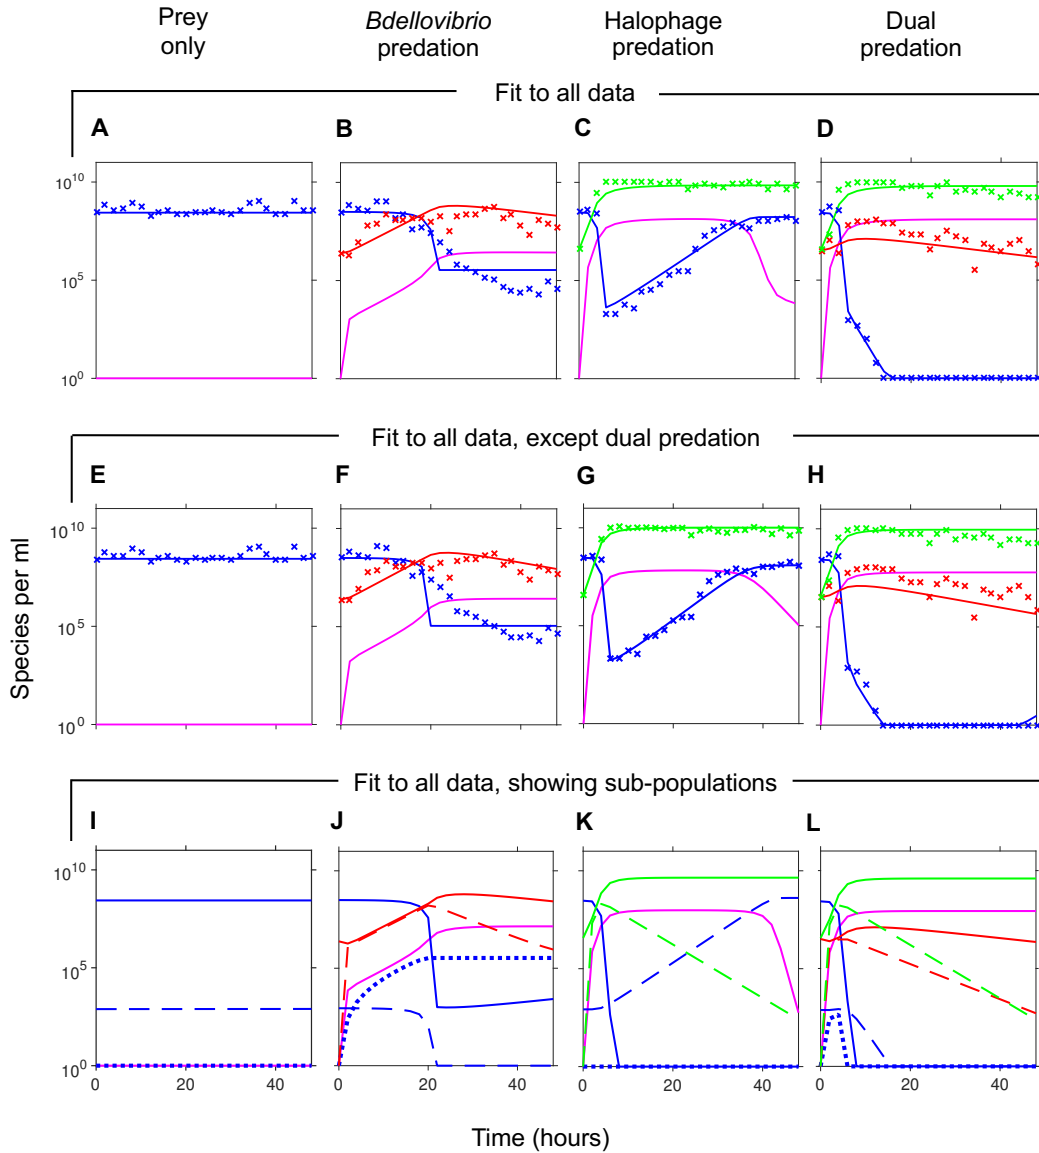 Prey
only
Bdellovibrio
predation
Halophage
predation
Dual
predation
Fit to all data
A
B
C
D
10^10
10^5
10^0
Fit to all data, except dual predation
E
F
G
H
10^10
10^5
10^0
Species per ml
Fit to all data, showing sub-populations
I
J
K
L
10^10
10^5
10^0
0 20 40
0 20 40
0 20 40
0 20 40
Time (hours)